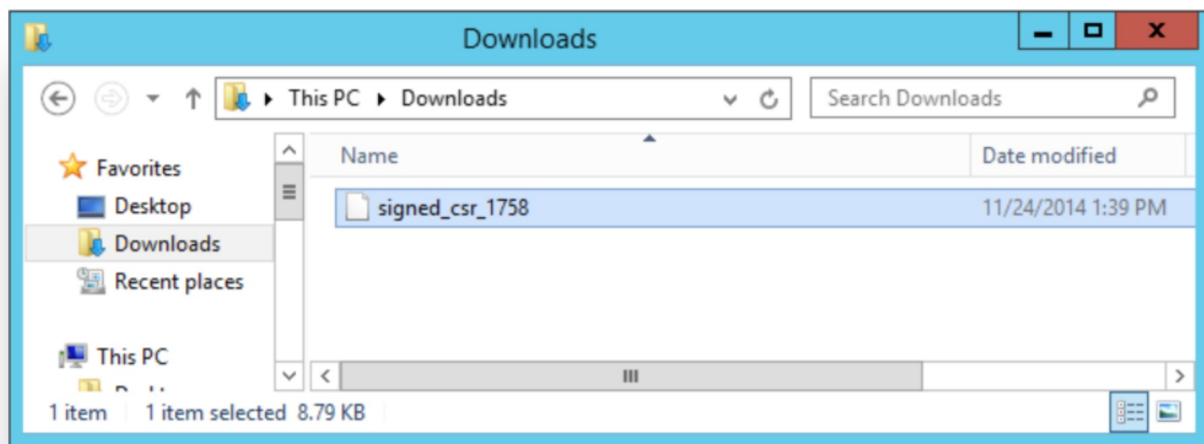 Downloads
X
This PC Downloads
Search Downloads
Favorites
Desktop
Downloads
Recent places
This PC
Name
Date modified
signed_csr_1758
11/24/2014 1:39 PM
1 item 1 item selected 8.79 KB